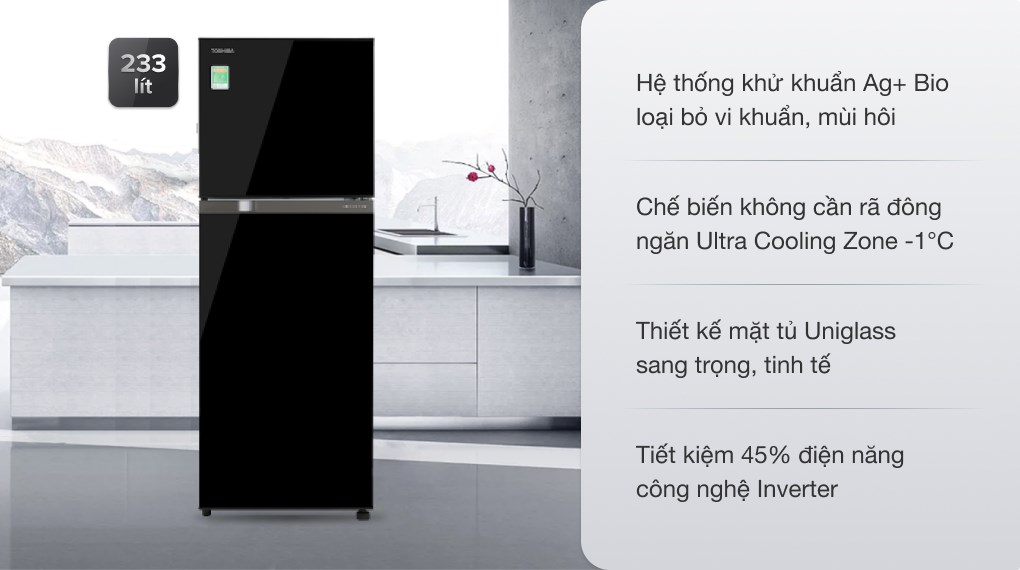 233
lít
TOSHIBA
Hệ thống khử khuẩn Ag+ Bio
loại bỏ vi khuẩn, mùi hôi
Chế biến không cần rã đông
ngăn Ultra Cooling Zone -1°C
Thiết kế mặt tủ Uniglass
sang trọng, tinh tế
Tiết kiệm 45% điện năng
công nghệ Inverter